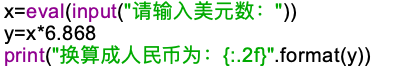 x=eval(input("请输入美元数："))
y=x*6.868
print("换算成人民币为：{:.2f}".format(y))